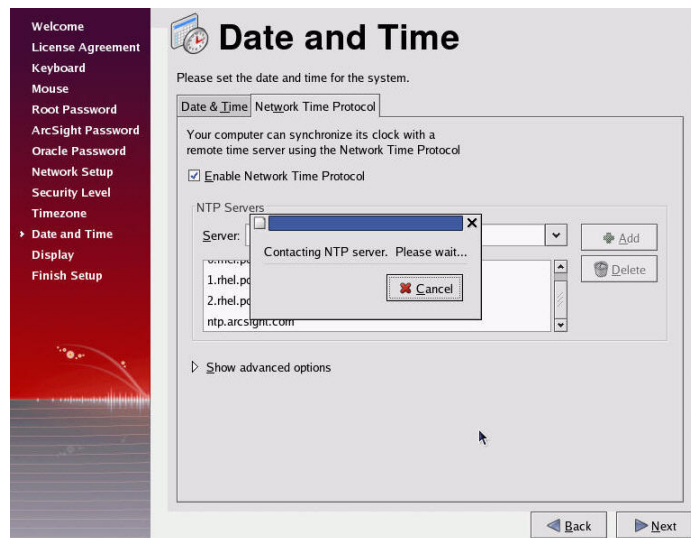 Welcome
License Agreement
Keyboard
Mouse
Root Password
ArcSight Password
Oracle Password
Network Setup
Security Level
Timezone
Date and Time
Display
Finish Setup
Date and Time
Please set the date and time for the system.
Date & Time
Network Time Protocol
Your computer can synchronize its clock with a
remote time server using the Network Time Protocol
Enable Network Time Protocol
NTP Servers
Server:
Add
Contacting NTP server. Please wait...
Delete
1.rhel.po
2.rhel.po
Cancel
ntp.arcsight.com
Show advanced options
Back
Next